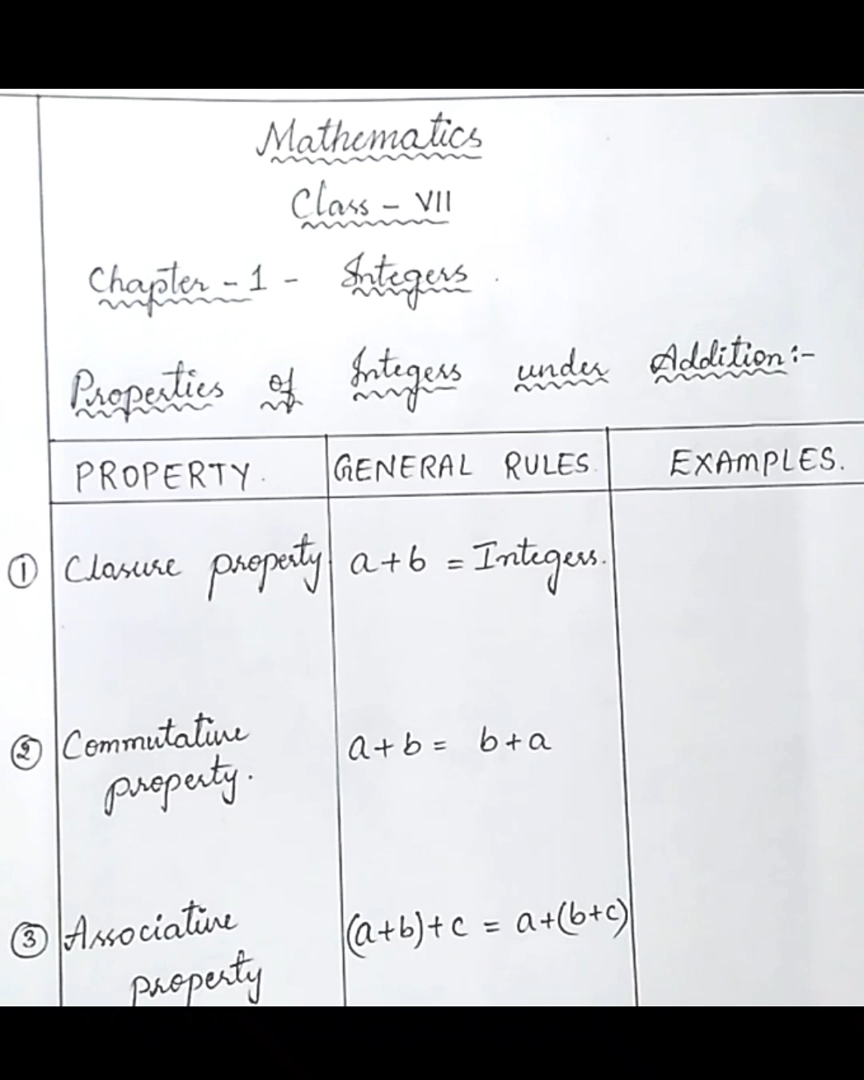 Mathematics
Class - VII
Chapter - 1 - Integers.
Properties of Integers under Addition:-
PROPERTY. GENERAL RULES. EXAMPLES.
① Clasure property a+b = Integers.
② Commutative a+b = b+a
property.
③ Associative (a+b)+c = a+(b+c)
property